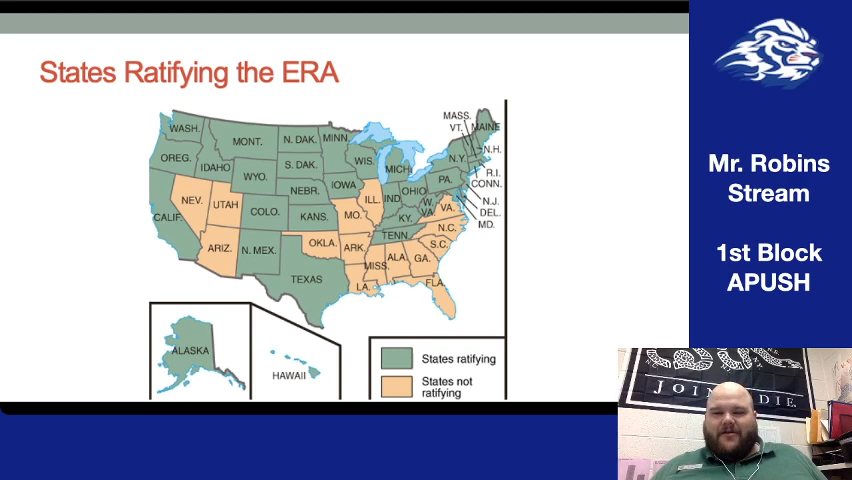 States Ratifying the ERA
WASH.
OREG.
CALIF.
NEV.
IDAHO
MONT.
WYO.
UTAH
ARIZ.
COLO.
N. MEX.
N. DAK.
S. DAK.
NEBR.
KANS.
OKLA.
TEXAS
MINN.
IOWA
MO.
ARK.
LA.
WIS.
ILL.
MICH.
IND.
OHIO
KY.
TENN.
MISS.
ALA.
GA.
FLA.
S.C.
N.C.
VA.
W.
VA
PA.
N.Y.
MASS.
VT.
MAINE
N.H.
R.I.
CONN.
N.J.
DEL.
MD.
ALASKA
HAWAII
States ratifying
States not
ratifying
Mr. Robins
Stream
1st Block
APUSH
JOIN
DIE.